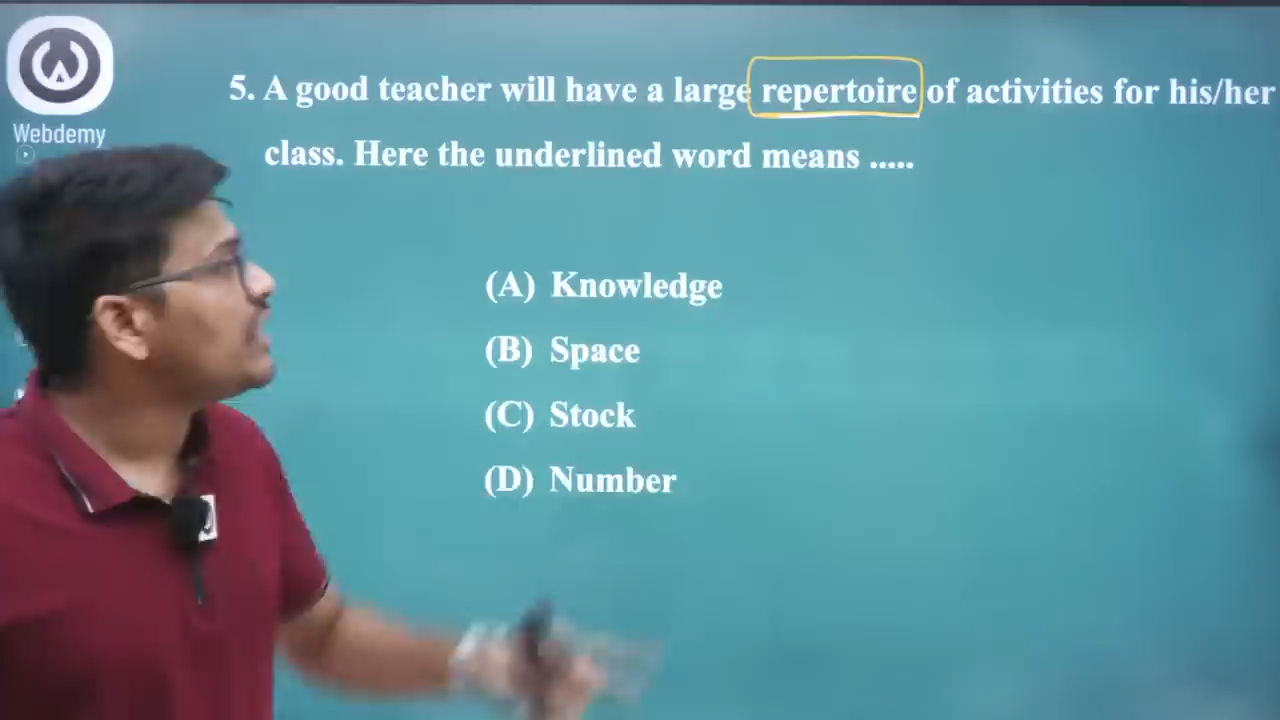 Webdemy
5. A good teacher will have a large repertoire of activities for his/her
class. Here the underlined word means .....
(A) Knowledge
(B) Space
(C) Stock
(D) Number